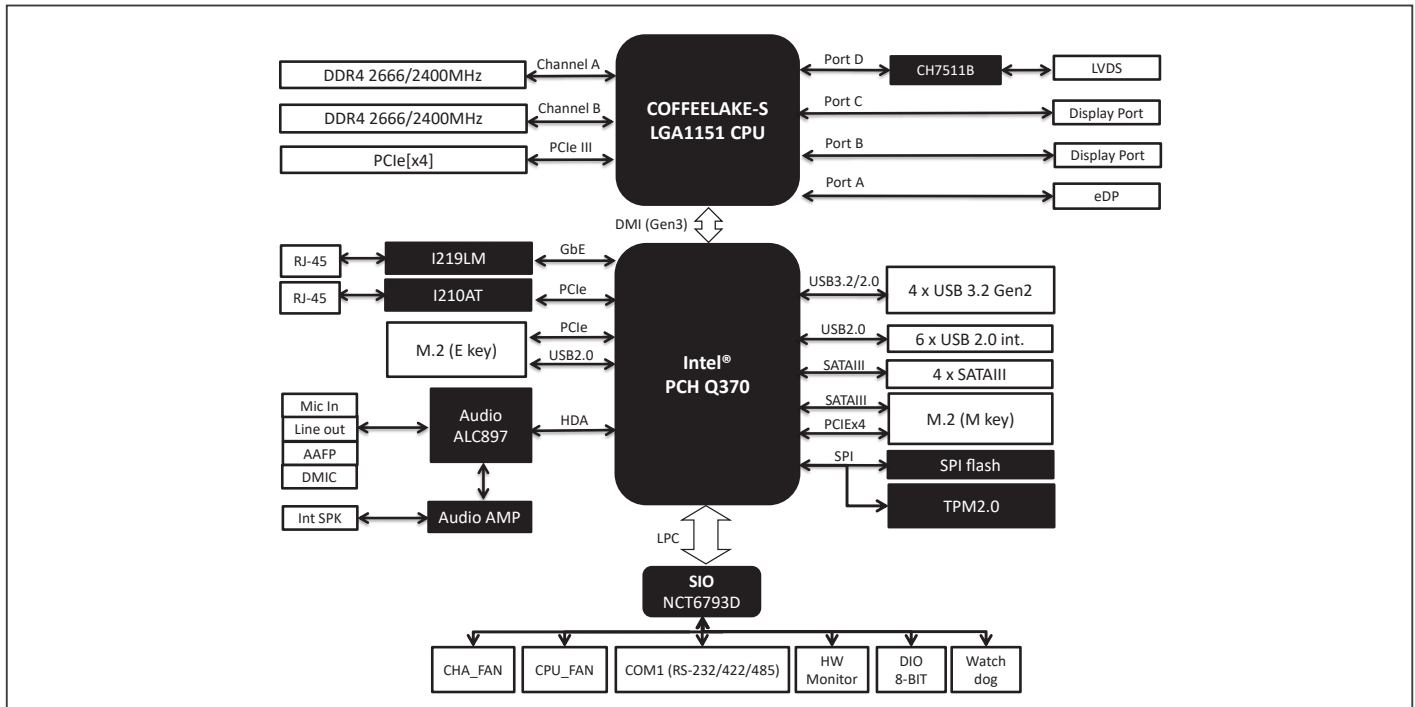 DDR4 2666/2400MHz
Channel A
DDR4 2666/2400MHz
Channel B
PCIe[x4]
PCIe III
COFFEELAKE-S
LGA1151 CPU
Port D
CH7511B
LVDS
Port C
Display Port
Port B
Display Port
Port A
eDP
DMI (Gen3)
RJ-45
I219LM
GbE
RJ-45
I210AT
PCIe
M.2 (E key)
PCIe
USB2.0
Intel®
PCH Q370
USB3.2/2.0
4 x USB 3.2 Gen2
USB2.0
6 x USB 2.0 int.
SATAIII
4 x SATAIII
SATAIII
PCIEx4
M.2 (M key)
SPI
SPI flash
TPM2.0
Mic In
Line out
AAFP
DMIC
Audio
ALC897
HDA
Int SPK
Audio AMP
LPC
SIO
NCT6793D
CHA_FAN
CPU_FAN
COM1 (RS-232/422/485)
HW
Monitor
DIO
8-BIT
Watch
dog